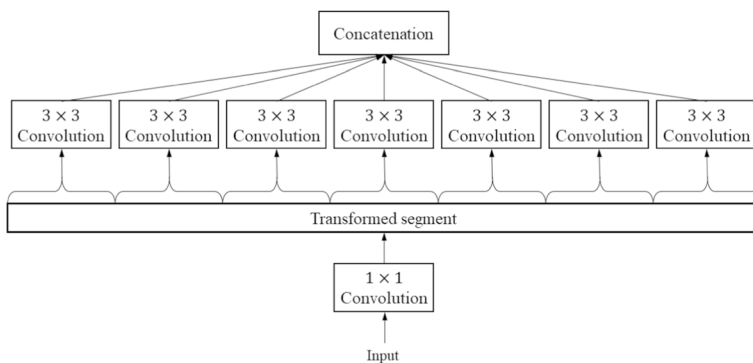 Concatenation
3 × 3
Convolution
3 × 3
Convolution
3 × 3
Convolution
3 × 3
Convolution
3 × 3
Convolution
3 × 3
Convolution
3 × 3
Convolution
Transformed segment
1 × 1
Convolution
Input